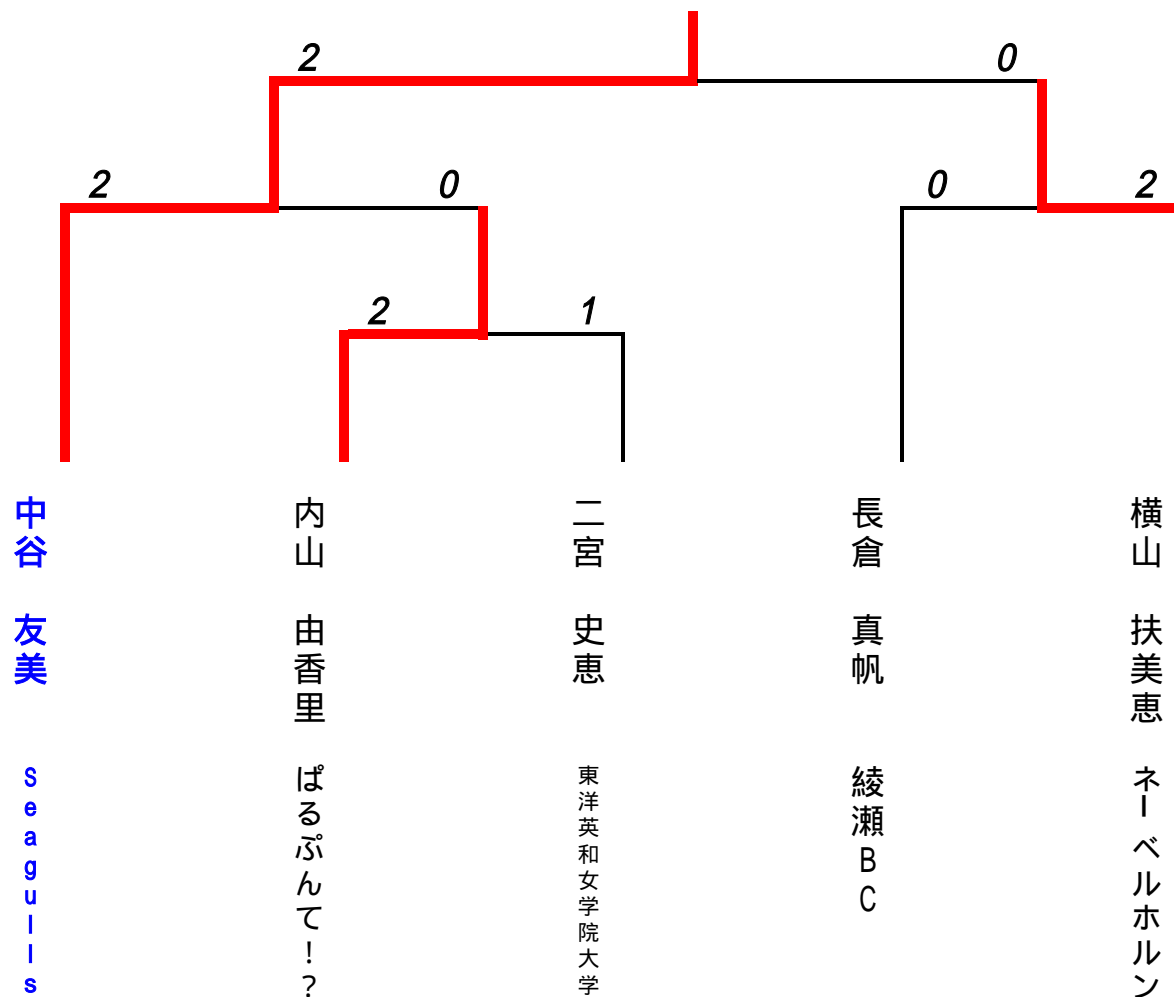 2
0
2
0
0
2
2
1
中谷 友美
Seagulls
内山 由香里
ぱるぷんて！？
二宮 史恵
東洋英和女学院大学
長倉 真帆
綾瀬BC
横山 扶美恵
ネーベルホルン